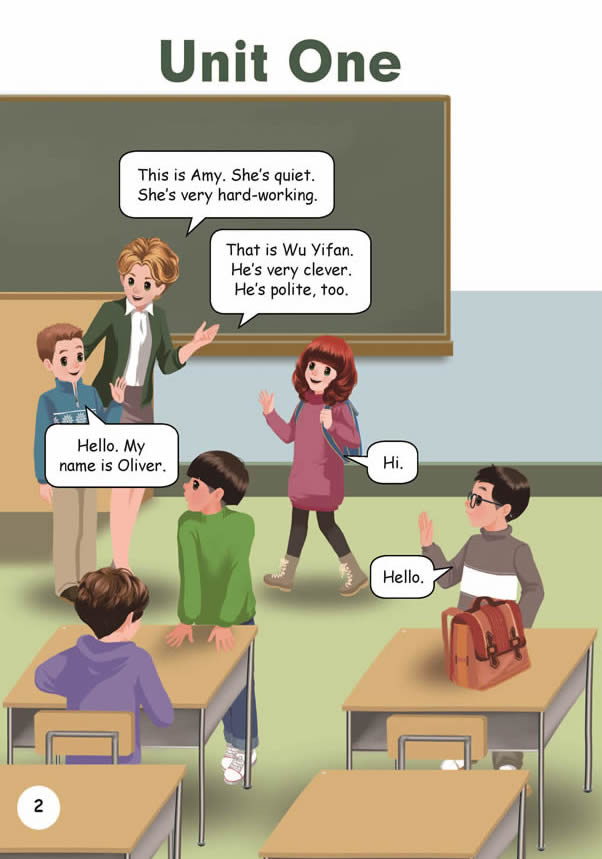 Unit One
This is Amy. She's quiet.
She's very hard-working.
That is Wu Yifan.
He's very clever.
He's polite, too.
Hello. My
name is Oliver.
Hi.
Hello.
2